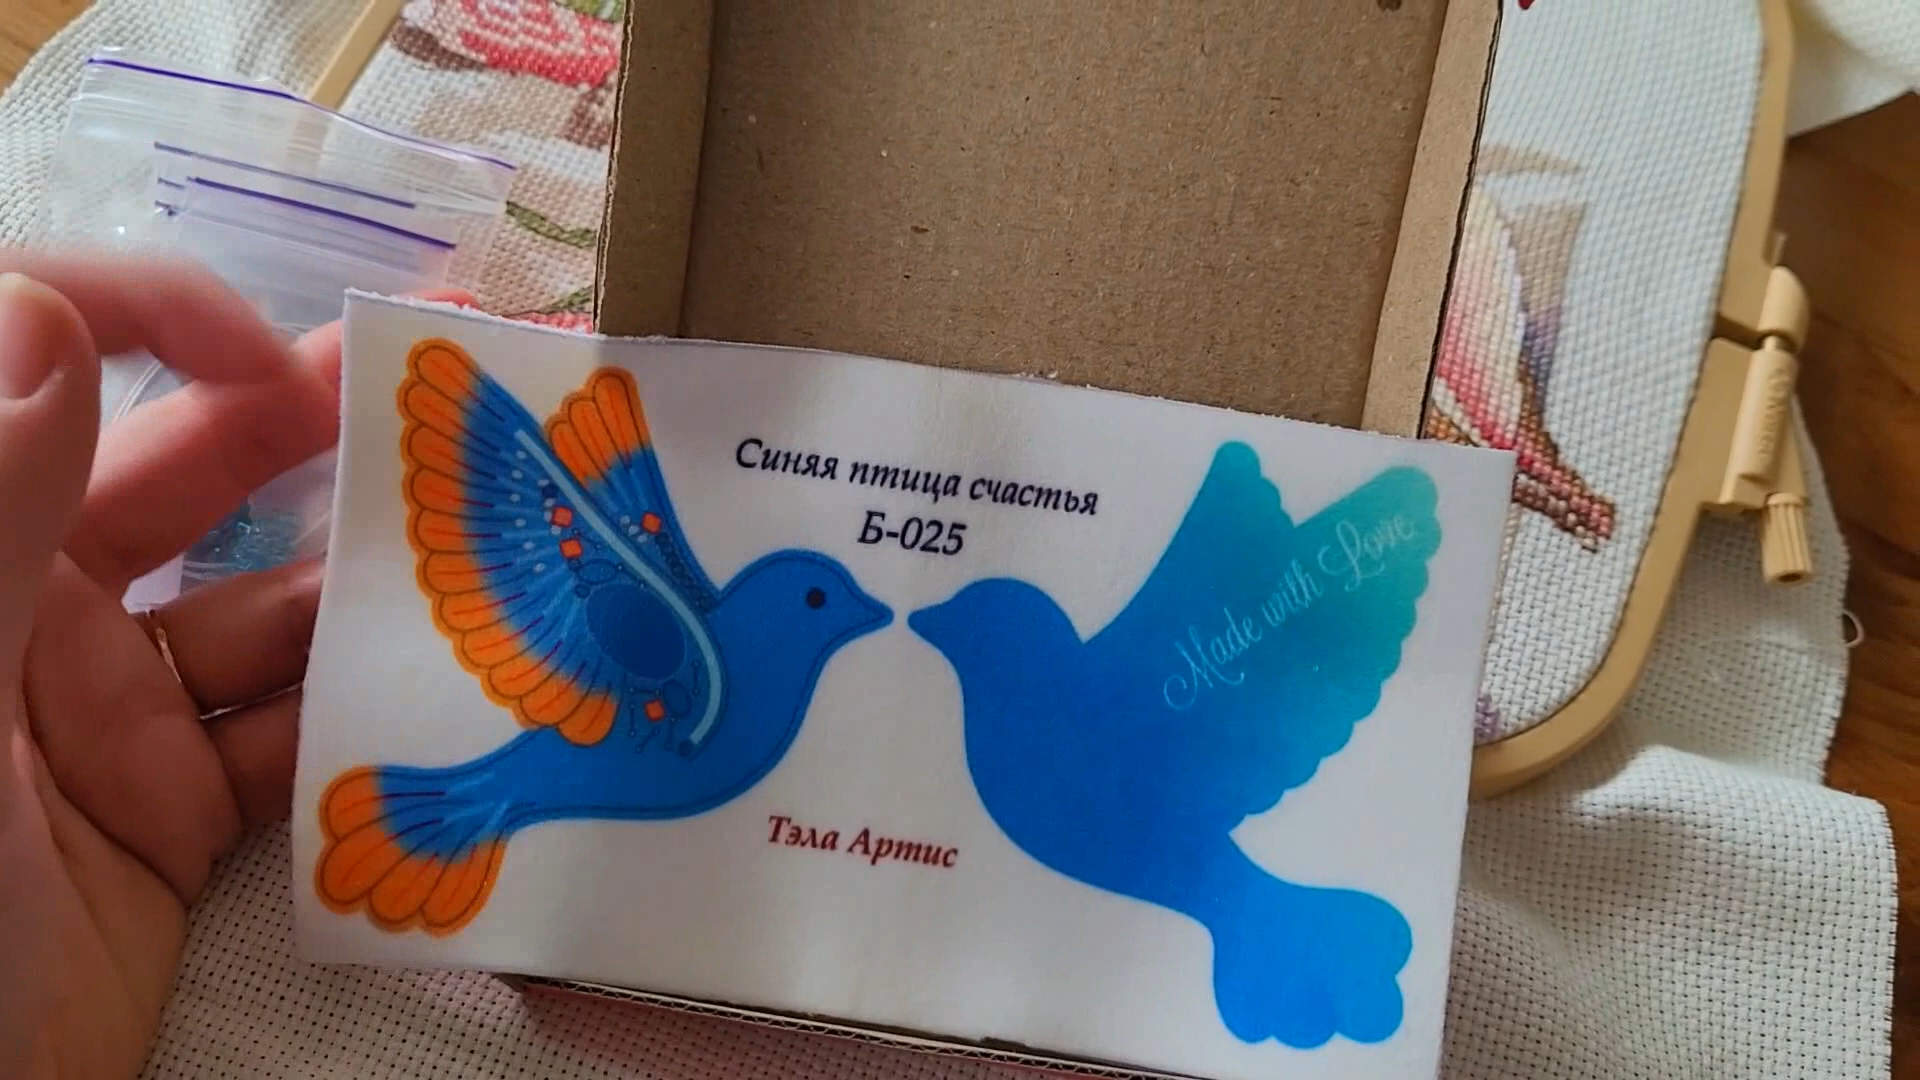 Синяя птица счастья
Б-025
Made with Love
Тэла Артис